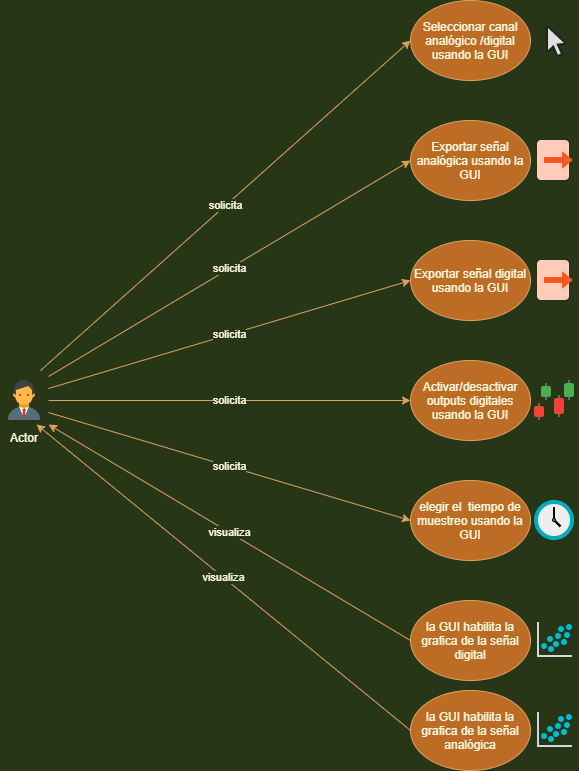 Seleccionar canal
analógico /digital
usando la GUI
Exportar señal
analógica usando la
GUI
solicita
solicita
Exportar señal digital
usando la GUI
solicita
Activar/desactivar
outputs digitales
usando la GUI
solicita
Actor
solicita
elegir el tiempo de
muestreo usando la
GUI
visualiza
visualiza
la GUI habilita la
grafica de la señal
digital
la GUI habilita la
grafica de la señal
analógica